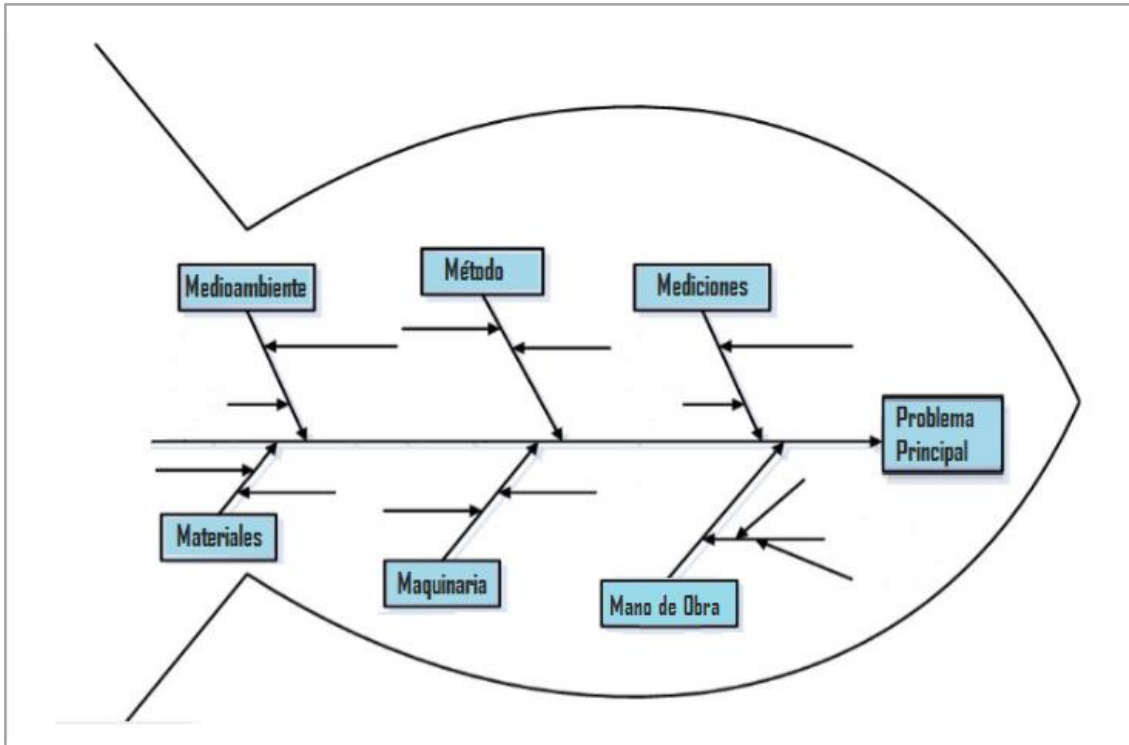 Medioambiente
Método
Mediciones
Problema
Principal
Materiales
Maquinaria
Mano de Obra